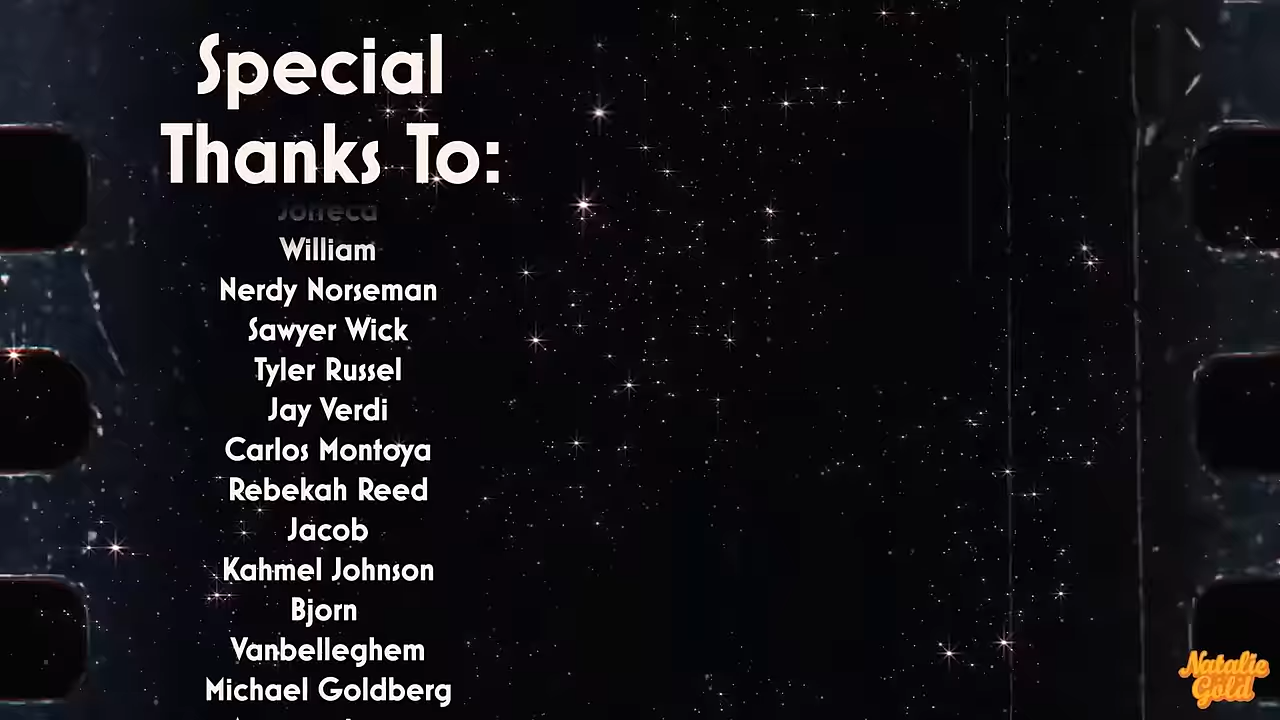 Special
Thanks To:
William
Nerdy Norseman
Sawyer Wick
Tyler Russel
Jay Verdi
Carlos Montoya
Rebekah Reed
Jacob
Kahmel Johnson
Bjorn
Vanbelleghem
Michael Goldberg
Natalie
Gold